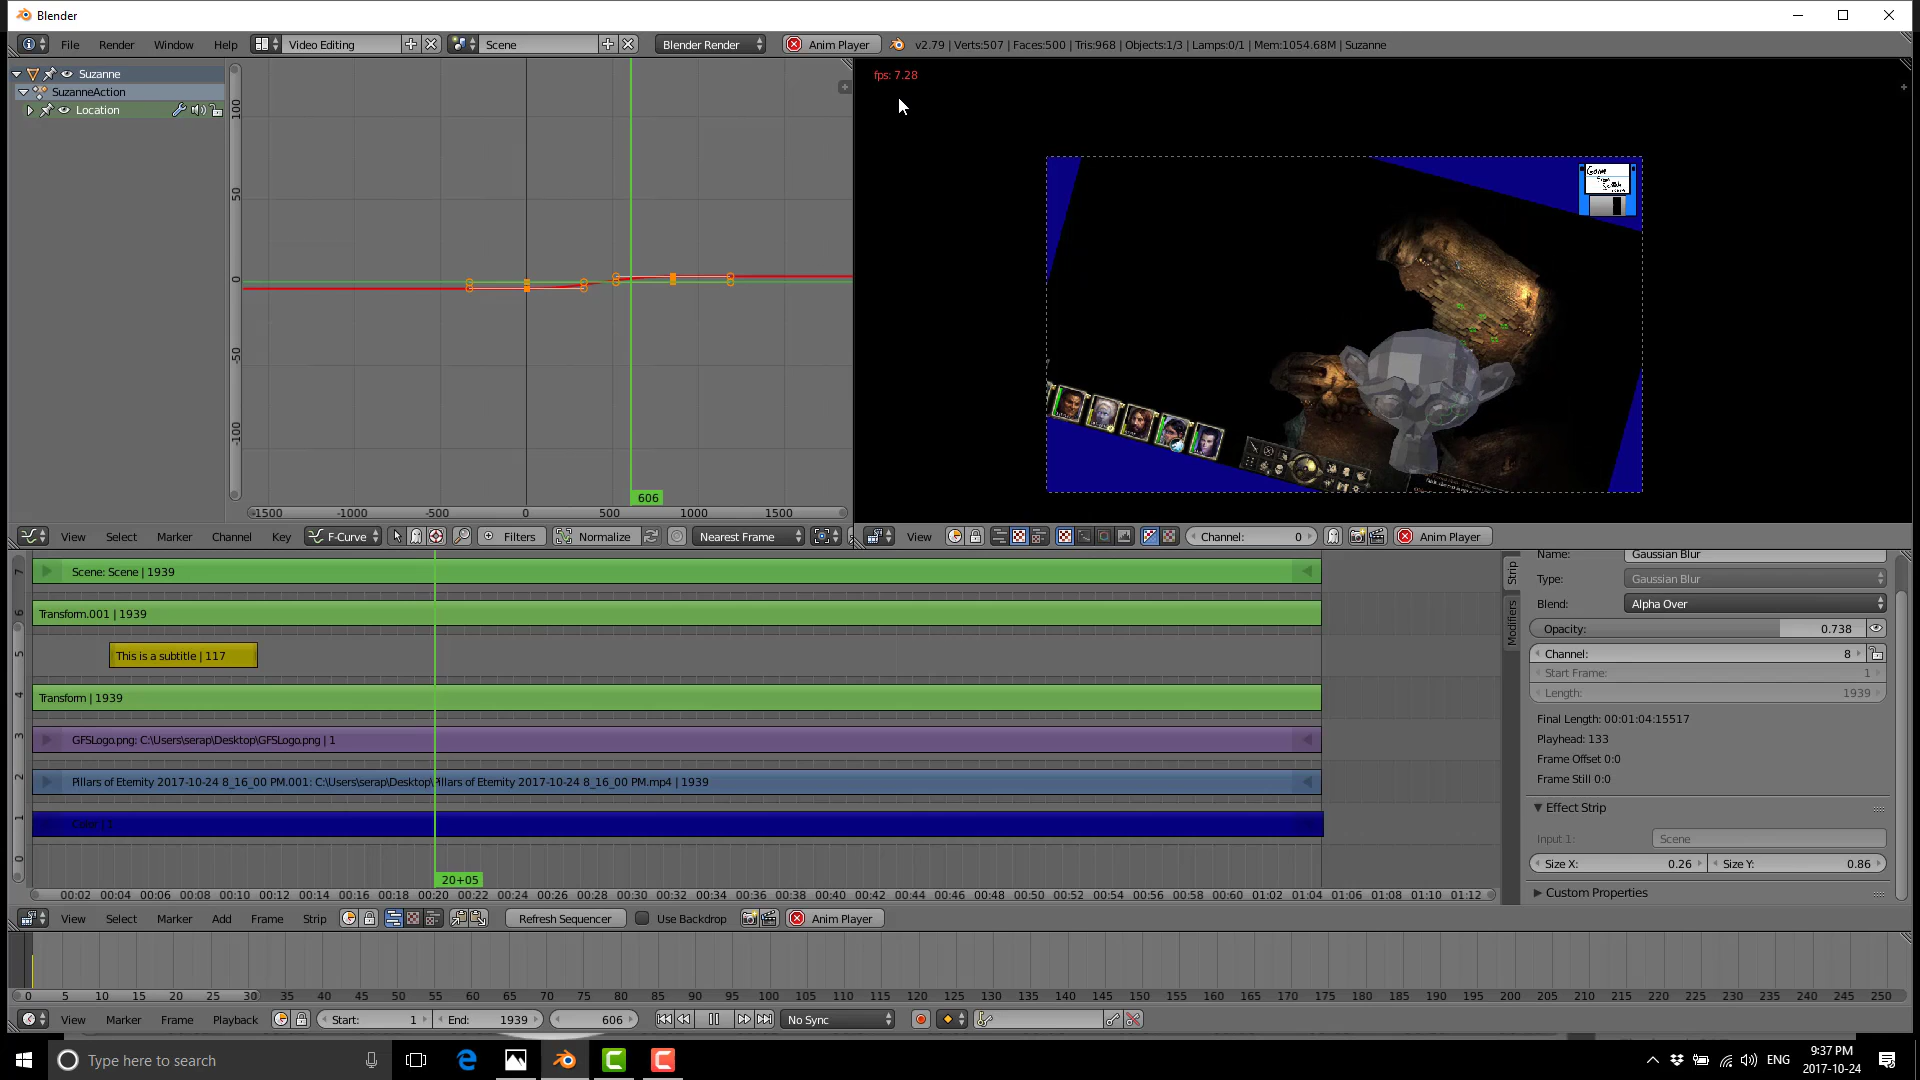 Blender
File Render Window Help Video Editing Scene Blender Render Anim Player v2.79 | Verts:507 | Faces:500 | Tris:968 | Objects:1/3 | Lamps:0/1 | Mem:1054.68M | Suzanne
Suzanne
SuzanneAction
Location
100
50
0
-50
-100
606
-1500 -1000 -500 0 500 1000 1500
fps: 7.28
Game
From
Scratch
View Select Marker Channel Key F-Curve Filters Normalize Nearest Frame
View Channel: 0 Anim Player
7 Scene: Scene | 1939
6 Transform.001 | 1939
5 This is a subtitle | 117
4 Transform | 1939
3 GFSLogo.png: C:\Users\serap\Desktop\GFSLogo.png | 1
2 Pillars of Eternity 2017-10-24 8_16_00 PM.001: C:\Users\serap\Desktop\Pillars of Eternity 2017-10-24 8_16_00 PM.mp4 | 1939
1 Color | 1
0
20+05
00:02 00:04 00:06 00:08 00:10 00:12 00:14 00:16 00:18 00:20 00:22 00:24 00:26 00:28 00:30 00:32 00:34 00:36 00:38 00:40 00:42 00:44 00:46 00:48 00:50 00:52 00:54 00:56 00:58 01:00 01:02 01:04 01:06 01:08 01:10 01:12
Strip
Modifiers
Name: Gaussian Blur
Type: Gaussian Blur
Blend: Alpha Over
Opacity: 0.738
Channel: 8
Start Frame: 1
Length: 1939
Final Length: 00:01:04:15517
Playhead: 133
Frame Offset 0:0
Frame Still 0:0
Effect Strip
Input 1: Scene
Size X: 0.26 Size Y: 0.86
Custom Properties
View Select Marker Add Frame Strip Refresh Sequencer Use Backdrop Anim Player
0 5 10 15 20 25 30 35 40 45 50 55 60 65 70 75 80 85 90 95 100 105 110 115 120 125 130 135 140 145 150 155 160 165 170 175 180 185 190 195 200 205 210 215 220 225 230 235 240 245 250
View Marker Frame Playback Start: 1 End: 1939 606 No Sync
Type here to search
ENG
9:37 PM
2017-10-24